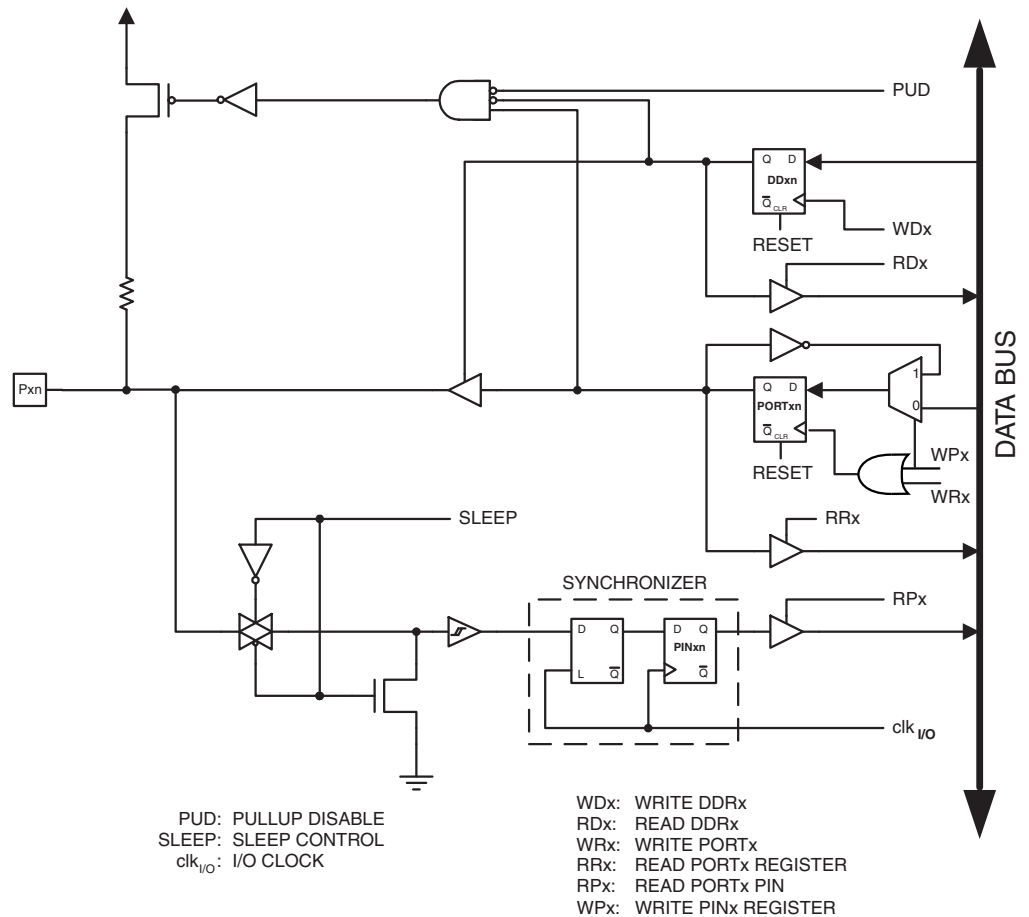 PUD
Q D
DDxn
Q CLR
WDx
RESET
RDx
Pxn
1
Q D
PORTxn
0
Q CLR
WPx
RESET
WRx
DATA BUS
SLEEP
RRx
SYNCHRONIZER
RPx
D Q
D Q
PINxn
L Q
Q
clk I/O
PUD: PULLUP DISABLE
SLEEP: SLEEP CONTROL
clkI/O: I/O CLOCK
WDx: WRITE DDRx
RDx: READ DDRx
WRx: WRITE PORTx
RRx: READ PORTx REGISTER
RPx: READ PORTx PIN
WPx: WRITE PINx REGISTER